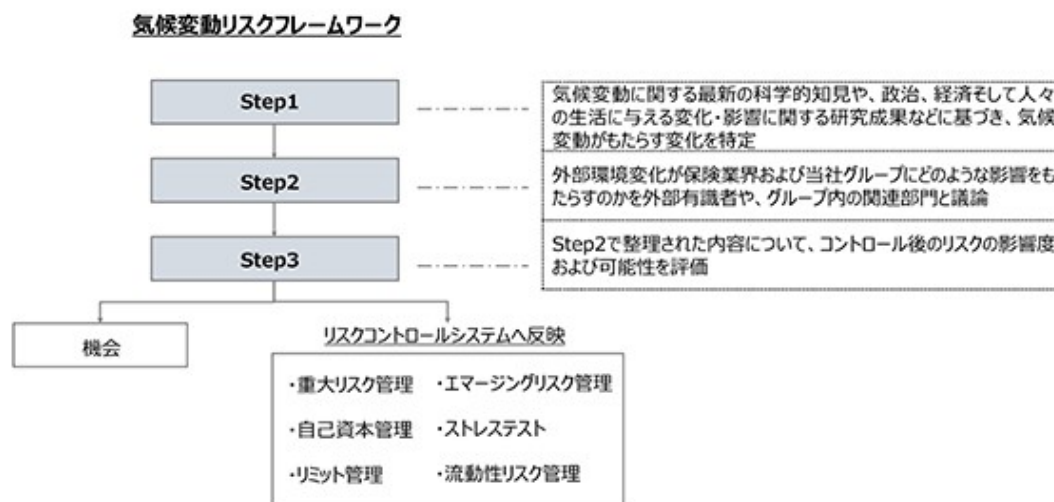 気候変動リスクフレームワーク
Step1
気候変動に関する最新の科学的知見や、政治、経済そして人々
の生活に与える変化・影響に関する研究成果などに基づき、気候
変動がもたらす変化を特定
Step2
外部環境変化が保険業界および当社グループにどのような影響をも
たらすのかを外部有識者や、グループ内の関連部門と議論
Step3
Step2で整理された内容について、コントロール後のリスクの影響度
および可能性を評価
機会
リスクコントロールシステムへ反映
・重大リスク管理 ・エマージングリスク管理
・自己資本管理 ・ストレステスト
・リミット管理 ・流動性リスク管理